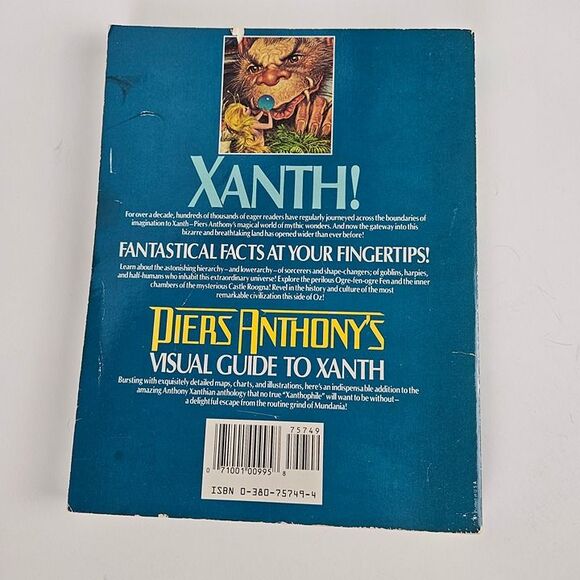 XANTH!
For over a decade, hundreds of thousands of eager readers have regularly journeyed across the boundaries of
imagination to Xanth – Piers Anthony's magical world of mythic wonders. And now the gateway into this
bizarre and breathtaking land has opened wider than ever before!
FANTASTICAL FACTS AT YOUR FINGERTIPS!
Learn about the astonishing hierarchy – and lowerarchy – of sorcerers and shape-changers; of goblins, harpies,
and half-humans who inhabit this extraordinary universe! Explore the perilous Ogre-fen-ogre Fen and the inner
chambers of the mysterious Castle Roogna! Revel in the history and culture of the most
remarkable civilization this side of Oz!
PIERS ANTHONY'S
VISUAL GUIDE TO XANTH
Bursting with exquisitely detailed maps, charts, and illustrations, here's an indispensable addition to the
amazing Anthony Xanthian anthology that no true "Xanthophile" will want to be without –
a delightful escape from the routine grind of Mundania!
75749
0 71001 00995 8
ISBN 0-380-75749-4